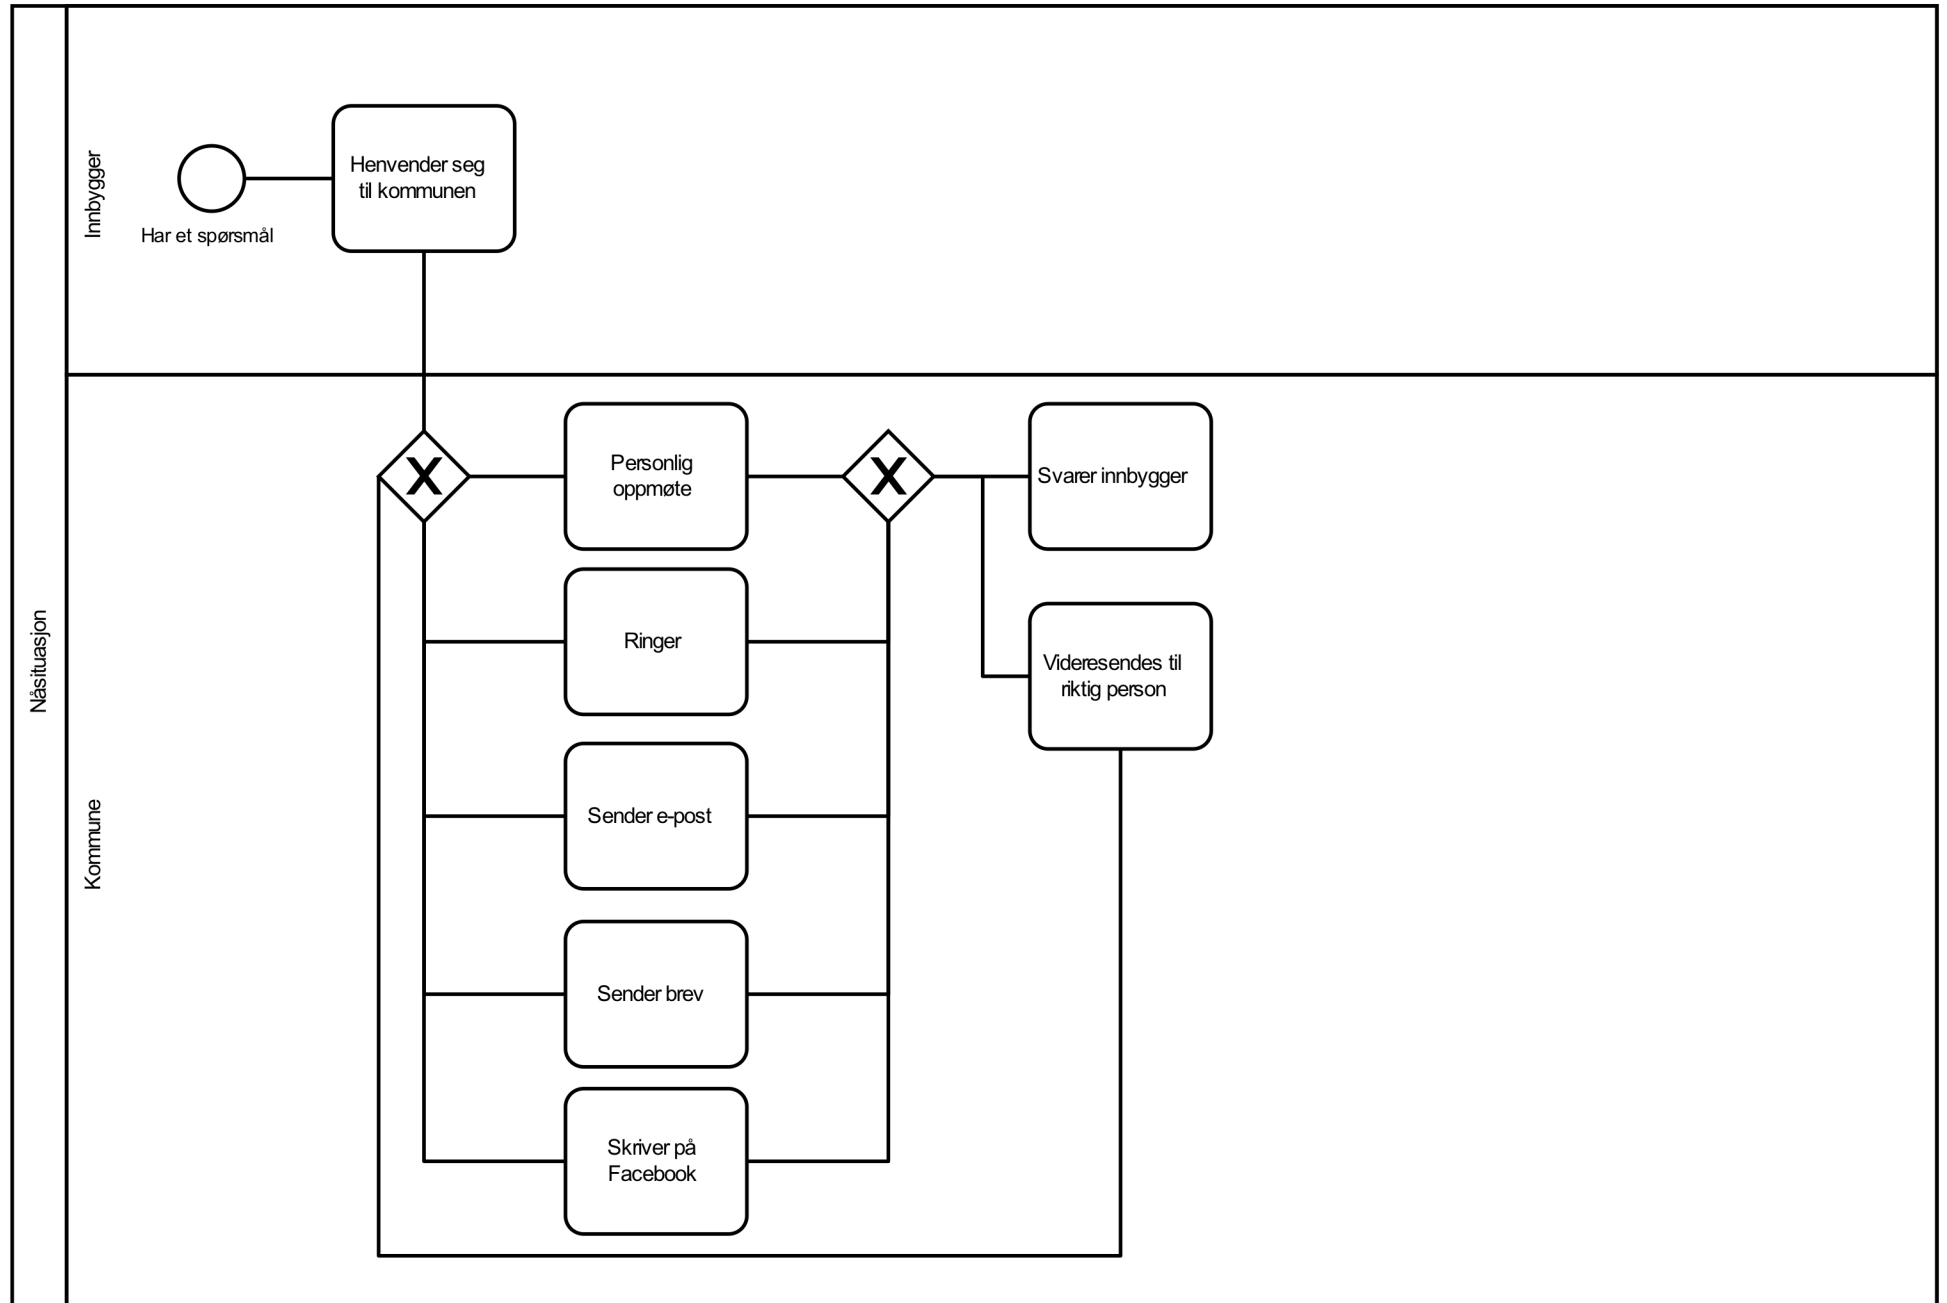 Nåsituasjon
Innbygger
Har et spørsmål
Henvender seg
til kommunen
Kommune
X
Personlig
oppmøte
Ringer
Sender e-post
Sender brev
Skriver på
Facebook
X
Svarer innbygger
Videresendes til
riktig person